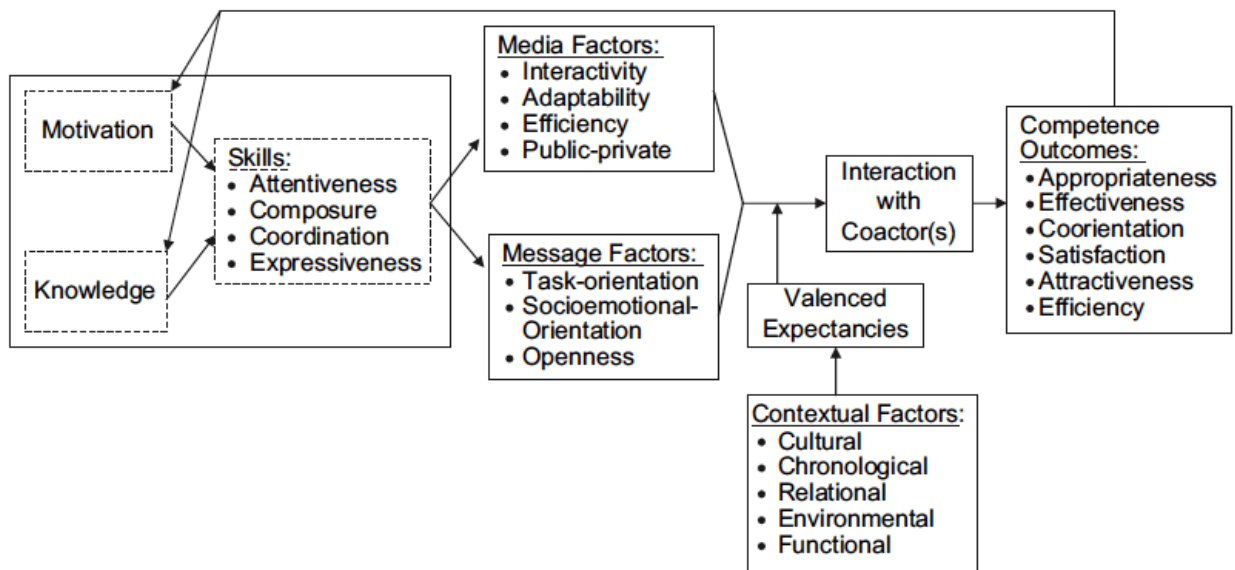 Motivation
Knowledge
Skills:
• Attentiveness
• Composure
• Coordination
• Expressiveness
Media Factors:
• Interactivity
• Adaptability
• Efficiency
• Public-private
Message Factors:
• Task-orientation
• Socioemotional-
Orientation
• Openness
Valenced
Expectancies
Contextual Factors:
• Cultural
• Chronological
• Relational
• Environmental
• Functional
Interaction
with
Coactor(s)
Competence
Outcomes:
• Appropriateness
• Effectiveness
• Coorientation
• Satisfaction
• Attractiveness
• Efficiency